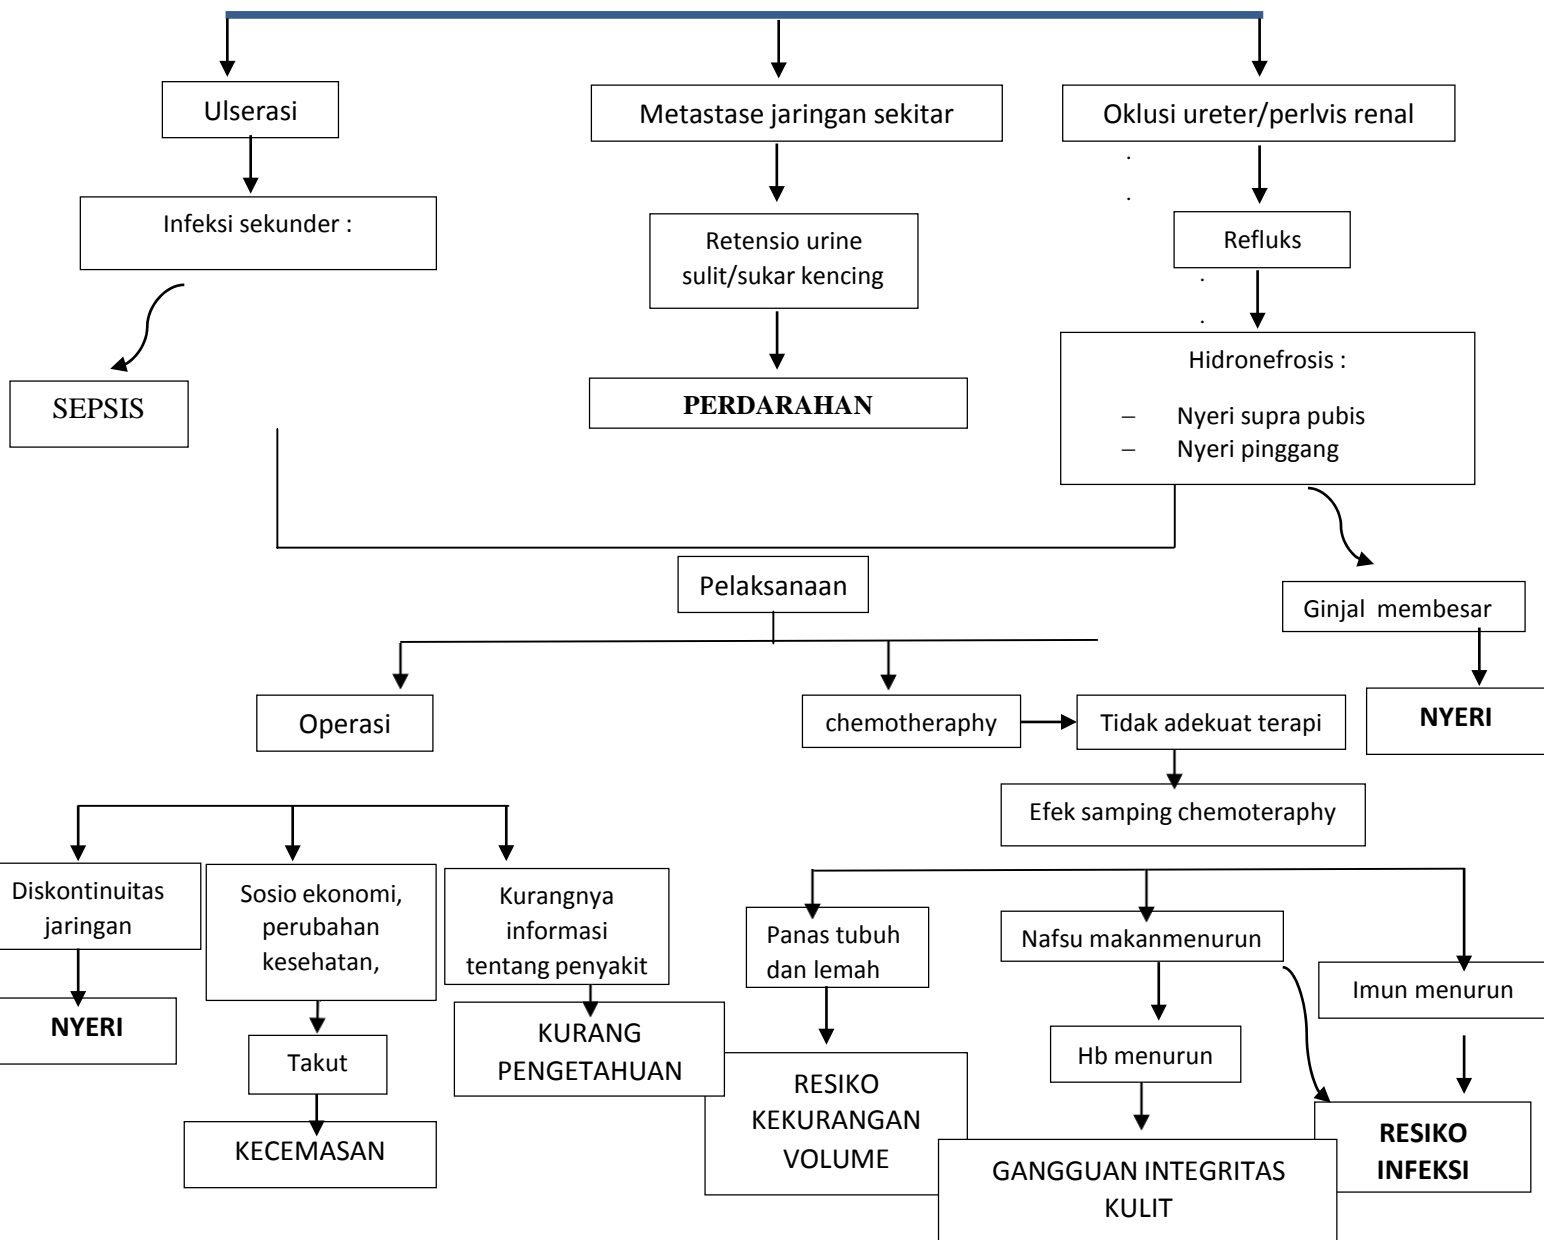 Ulserasi
Metastase jaringan sekitar
Oklusi ureter/perlvis renal
Infeksi sekunder :
Retensio urine
sulit/sukar kencing
Refluks
SEPSIS
PERDARAHAN
Hidronefrosis :
– Nyeri supra pubis
– Nyeri pinggang
Pelaksanaan
Ginjal membesar
Operasi
chemotheraphy
Tidak adekuat terapi
NYERI
Efek samping chemoteraphy
Diskontinuitas
jaringan
Sosio ekonomi,
perubahan
kesehatan,
Kurangnya
informasi
tentang penyakit
Panas tubuh
dan lemah
Nafsu makanmenurun
Imun menurun
NYERI
Takut
KURANG
PENGETAHUAN
Hb menurun
KECEMASAN
RESIKO
KEKURANGAN
VOLUME
GANGGUAN INTEGRITAS
KULIT
RESIKO
INFEKSI